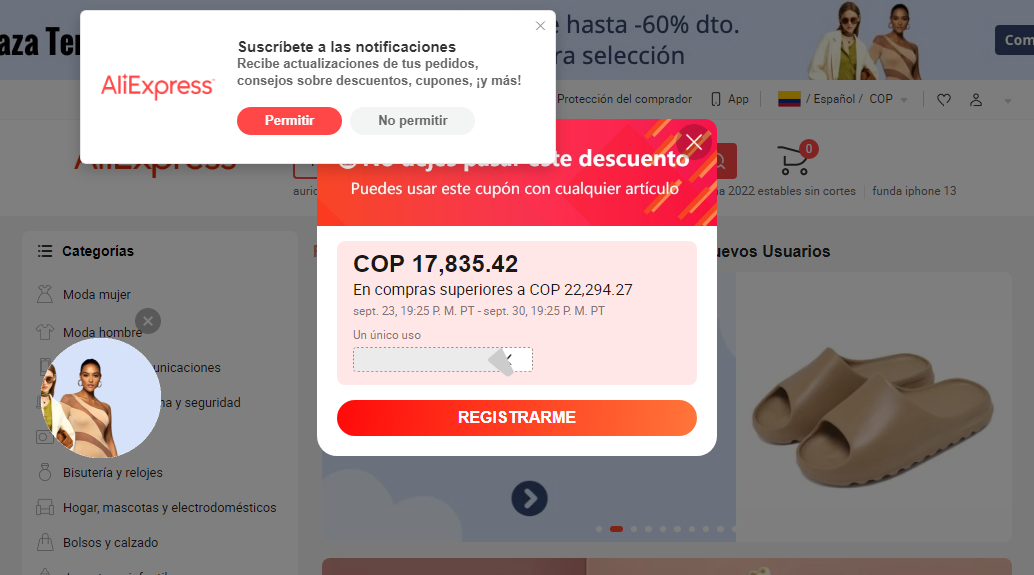 aza
hasta -60% dto.
ra selección
Com
Suscríbete a las notificaciones
Recibe actualizaciones de tus pedidos,
consejos sobre descuentos, cupones, ¡y más!
AliExpress
Permitir
No permitir
Protección del comprador
App
/ Español /
COP
0
No dejes pasar este descuento
Puedes usar este cupón con cualquier artículo
auric
2022 estables sin cortes
funda iphone 13
COP 17,835.42
En compras superiores a COP 22,294.27
sept. 23, 19:25 P. M. PT - sept. 30, 19:25 P. M. PT
Un único uso
REGISTRARME
Categorías
Moda mujer
Moda hombre
unicaciones
na y seguridad
Bisutería y relojes
Hogar, mascotas y electrodomésticos
Bolsos y calzado
uevos Usuarios